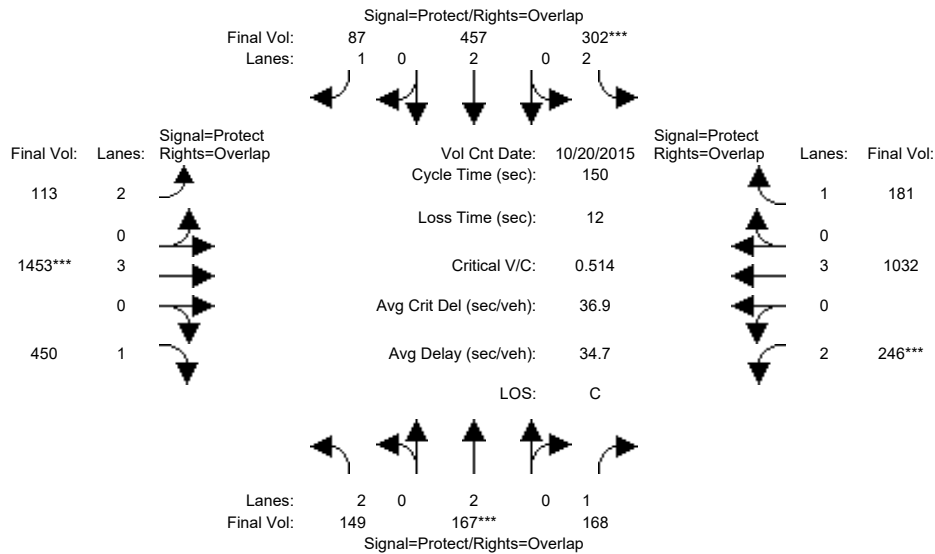 Signal=Protect/Rights=Overlap
Final Vol: 87 457 302***
Lanes: 1 0 2 0 2
Signal=Protect Signal=Protect
Final Vol: Lanes: Rights=Overlap Vol Cnt Date: 10/20/2015 Rights=Overlap Lanes: Final Vol:
Cycle Time (sec): 150
113 2 1 181
Loss Time (sec): 12
0 0
1453*** 3 Critical V/C: 0.514 3 1032
0 Avg Crit Del (sec/veh): 36.9 0
450 1 Avg Delay (sec/veh): 34.7 2 246***
LOS: C
Lanes: 2 0 2 0 1
Final Vol: 149 167*** 168
Signal=Protect/Rights=Overlap